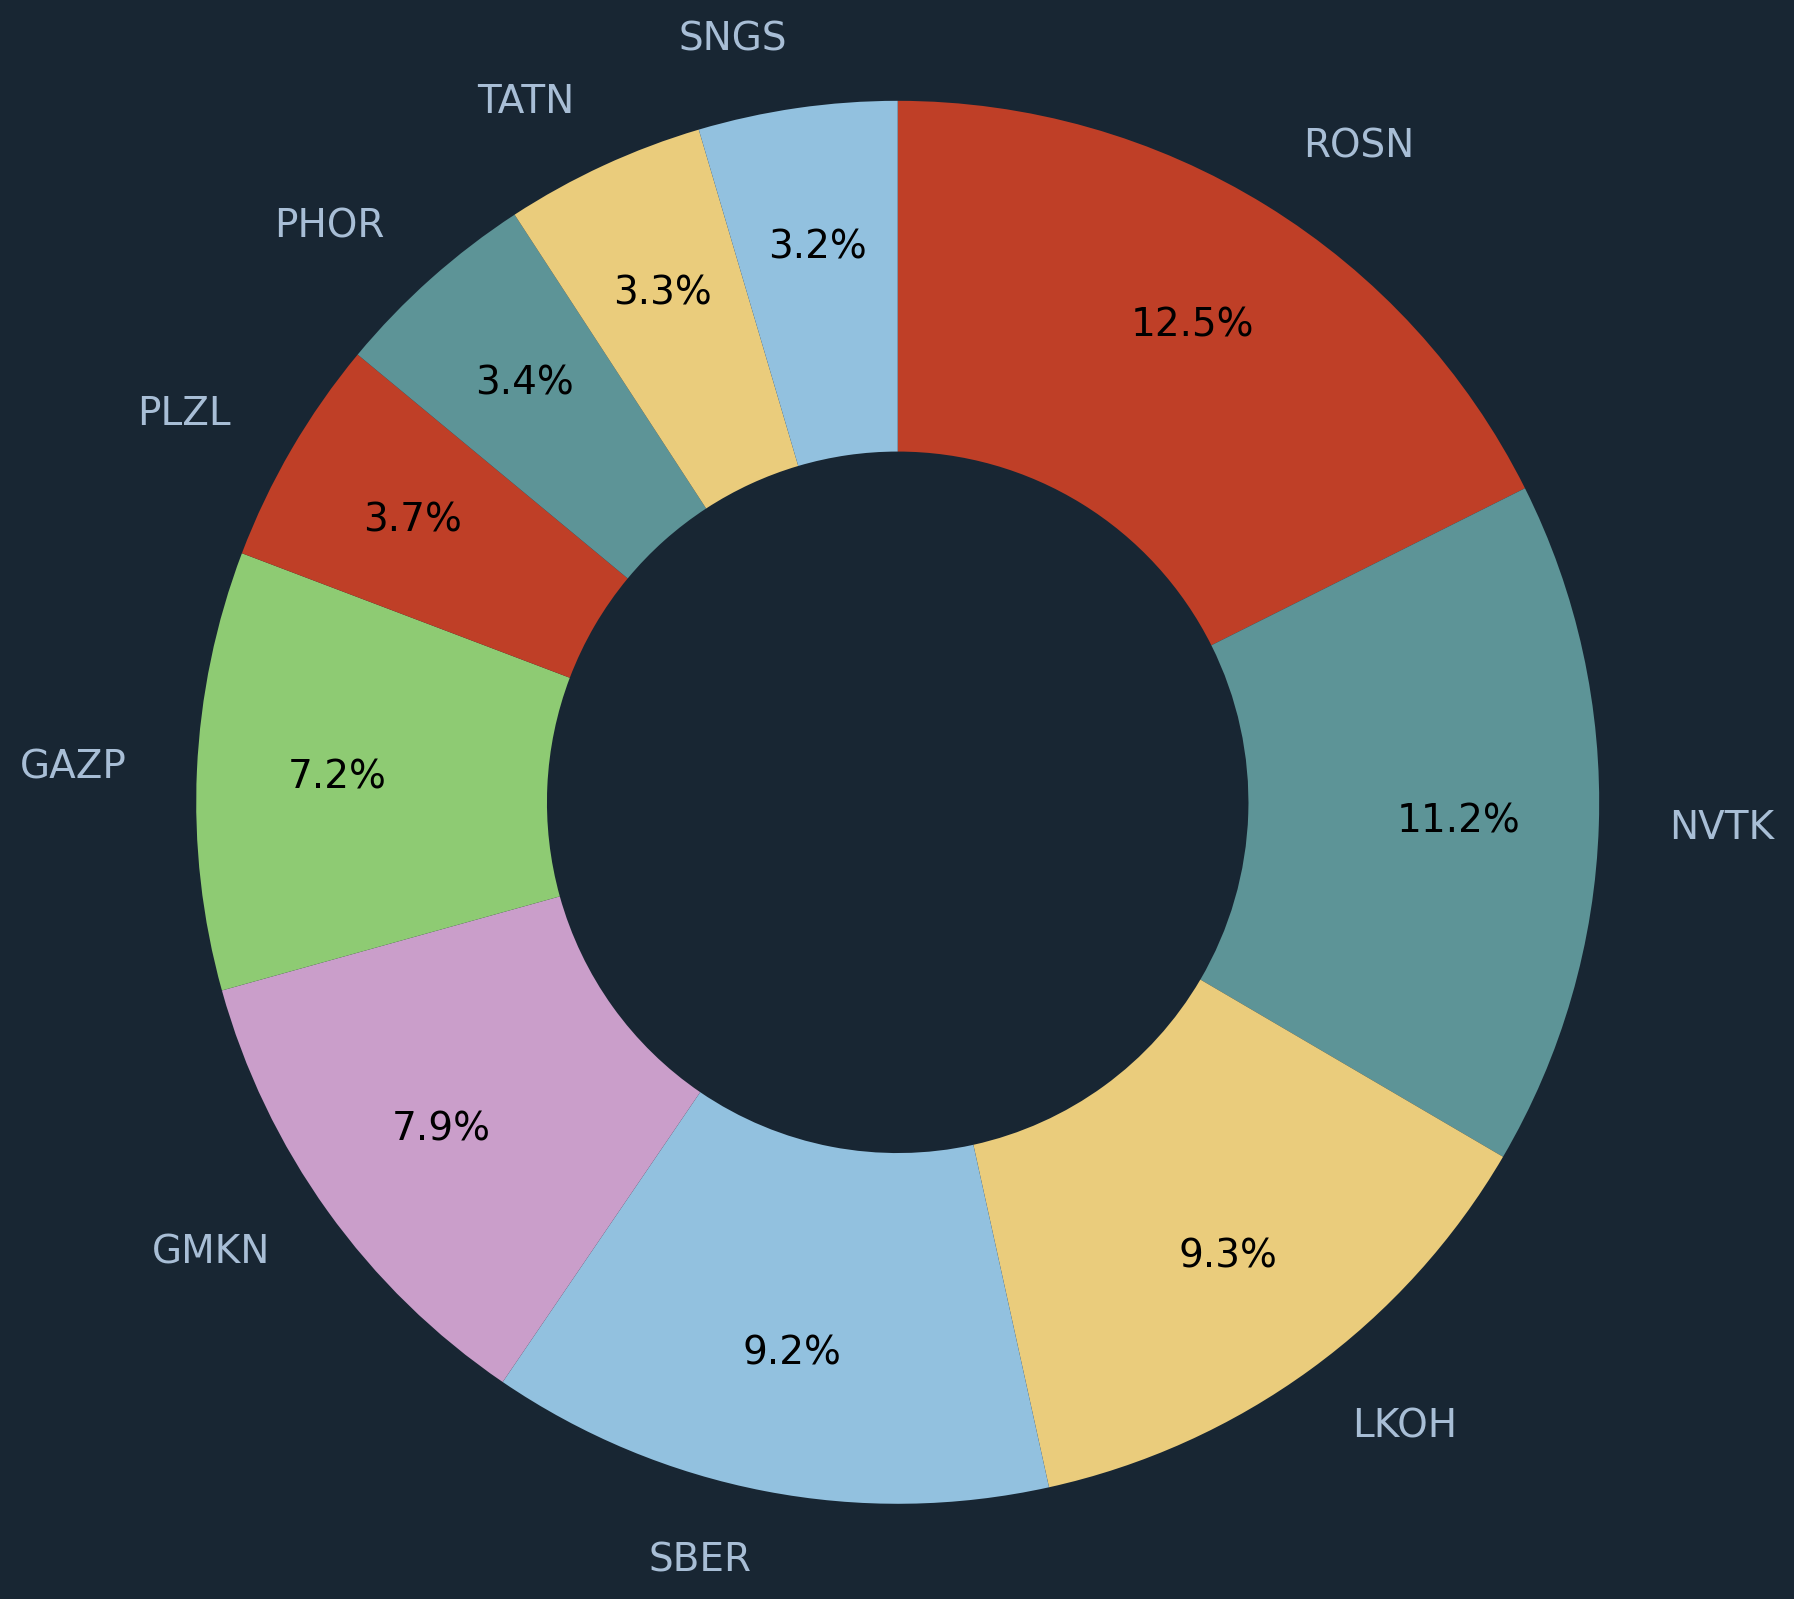 SNGS
TATN
ROSN
PHOR
3.2%
3.3%
12.5%
3.4%
PLZL
3.7%
GAZP
7.2%
11.2%
NVTK
7.9%
GMKN
9.3%
9.2%
LKOH
SBER